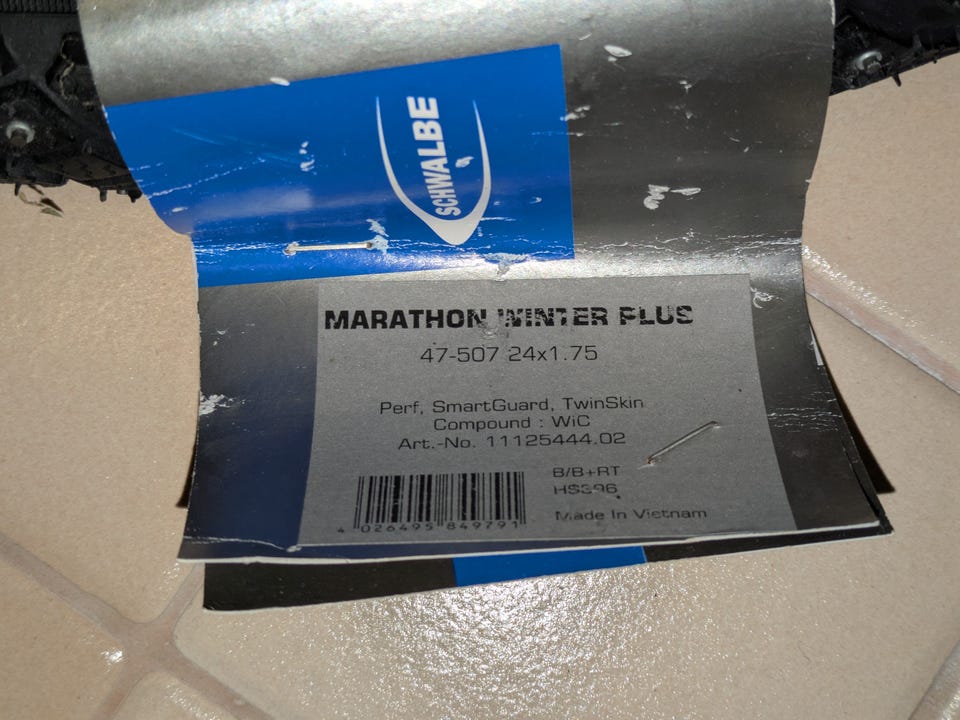 SCHWALBE
MARATHON WINTER PLUS
47-507 24x1.75
Perf, SmartGuard, TwinSkin
Compound : WiC
Art.-No. 11125444.02
B/B+RT
HS396
4 026495 849791
Made In Vietnam